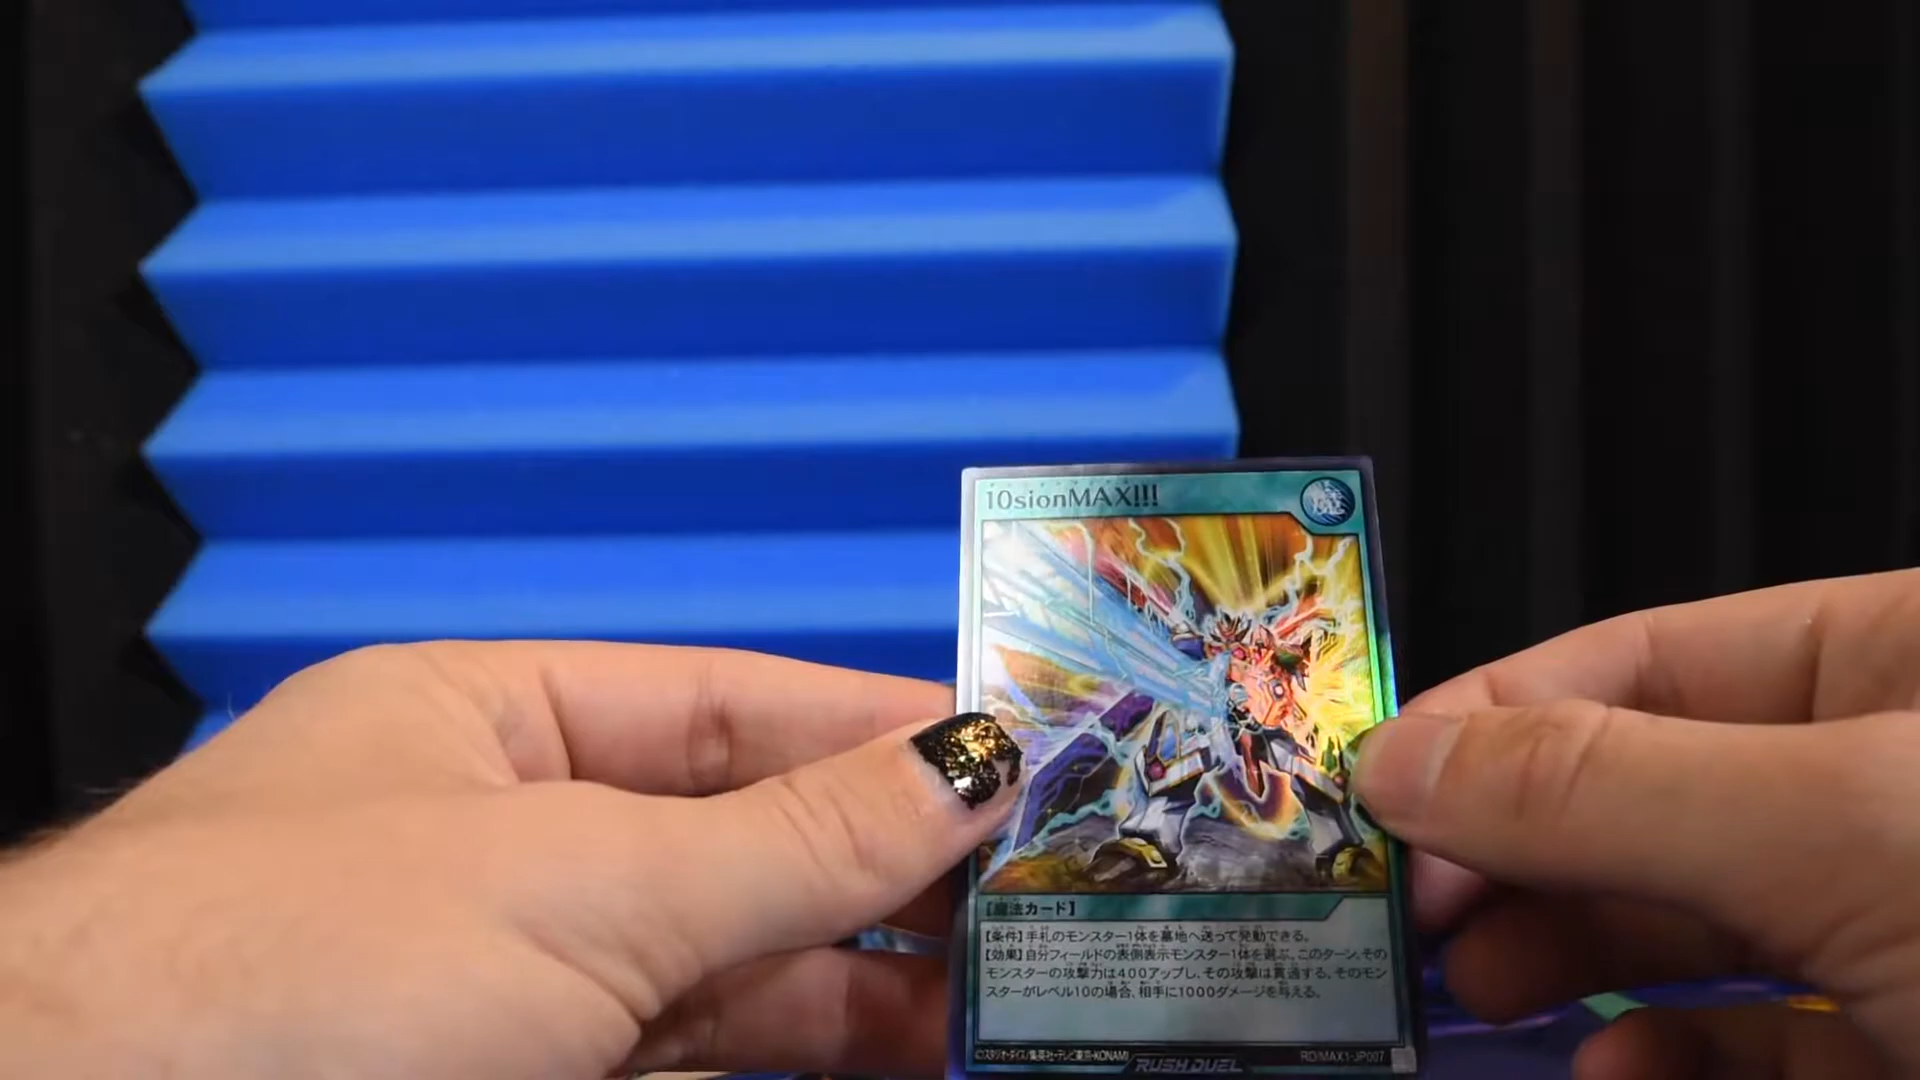 10sionMAX!!!
魔
【魔法カード】
【条件】手札のモンスター1体を墓地へ送って発動できる。
【効果】自分フィールドの表側表示モンスター1体を選ぶ。このターン、その
モンスターの攻撃力は400アップし、その攻撃は貫通する。そのモン
スターがレベル10の場合、相手に1000ダメージを与える。
©スタジオ・ダイス/集英社・テレビ東京・KONAMI
RUSH DUEL
RD/MAX1-JP007